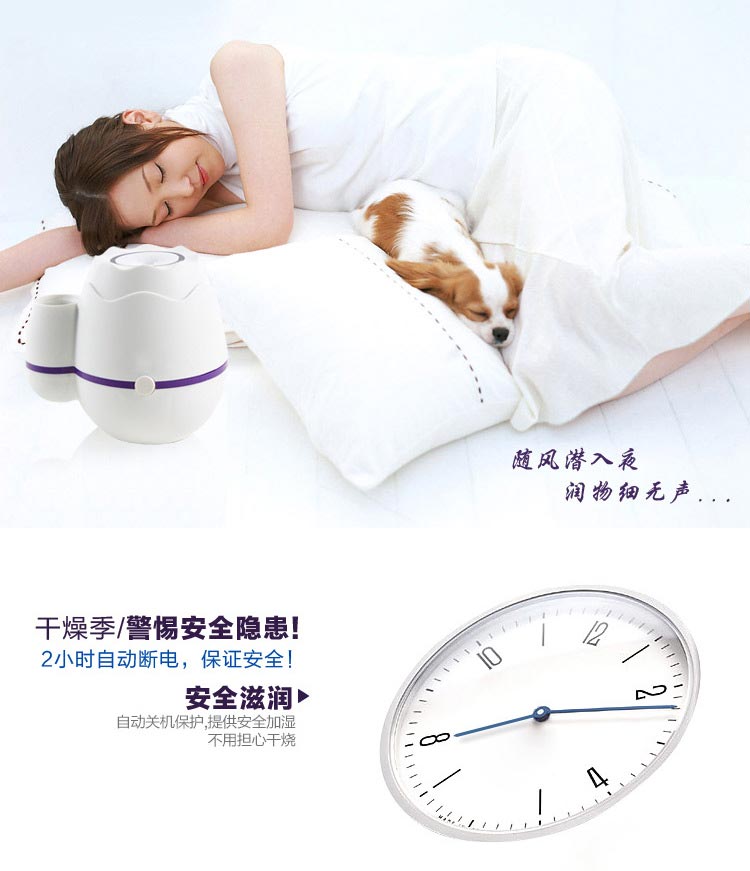 随风潜入夜
润物细无声...
干燥季/警惕安全隐患!
2小时自动断电，保证安全!
安全滋润
自动关机保护,提供安全加湿
不用担心干烧
10
12
2
4
8